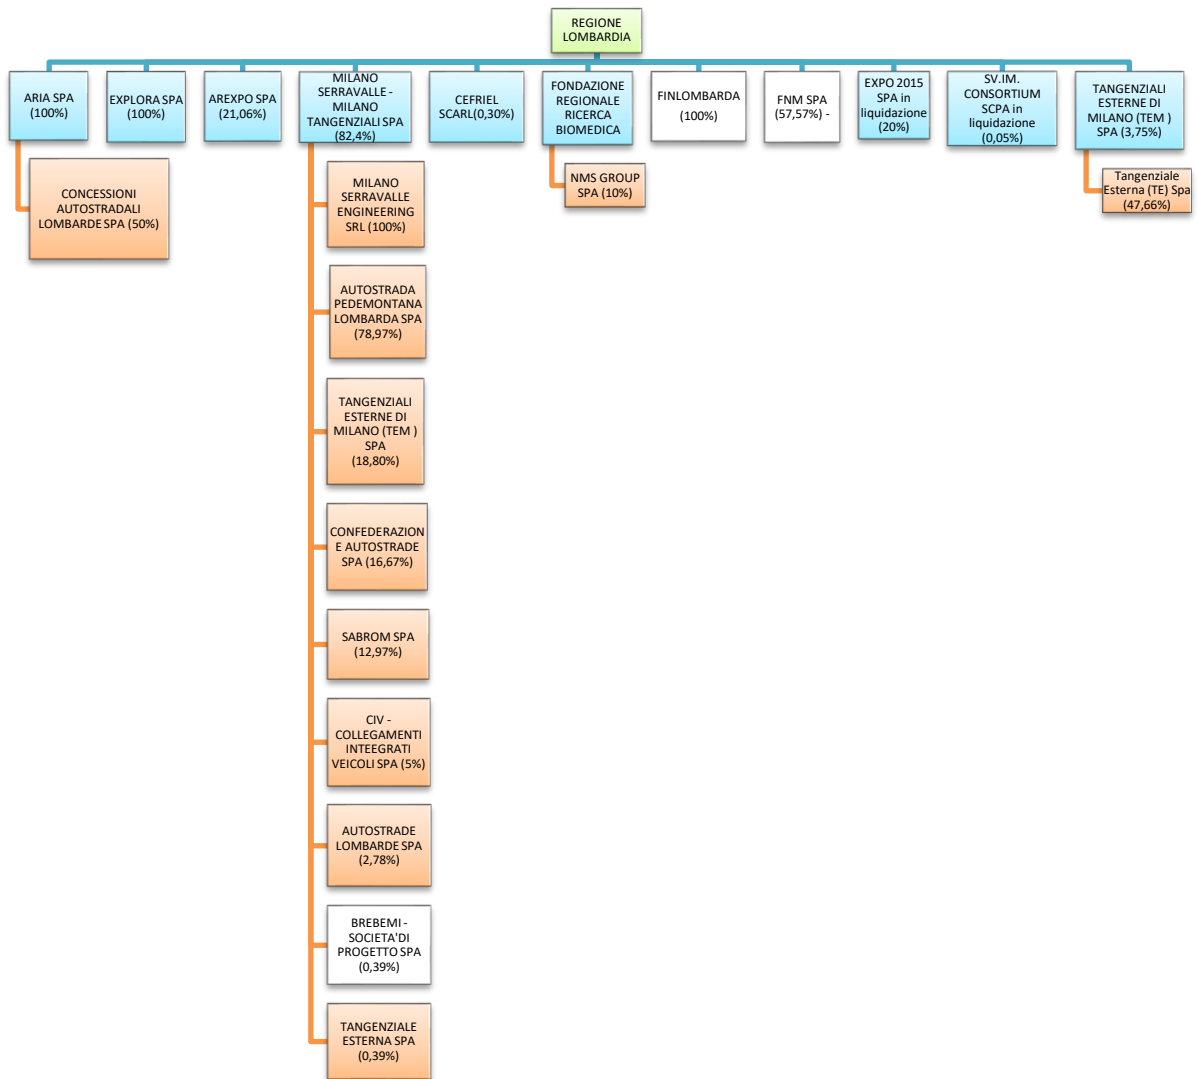 REGIONE
LOMBARDIA
ARIA SPA
(100%)
EXPLORA SPA
(100%)
AREXPO SPA
(21,06%)
MILANO
SERRAVALLE -
MILANO
TANGENZIALI SPA
(82,4%)
CEFRIEL
SCARL(0,30%)
FONDAZIONE
REGIONALE
RICERCA
BIOMEDICA
FINLOMBARDA
(100%)
FNM SPA
(57,57%) -
EXPO 2015
SPA in
liquidazione
(20%)
SV.IM.
CONSORTIUM
SCPA in
liquidazione
(0,05%)
TANGENZIALI
ESTERNE DI
MILANO (TEM )
SPA (3,75%)
CONCESSIONI
AUTOSTRADALI
LOMBARDE SPA (50%)
MILANO
SERRAVALLE
ENGINEERING
SRL (100%)
NMS GROUP
SPA (10%)
Tangenziale
Esterna (TE) Spa
(47,66%)
AUTOSTRADA
PEDEMONTANA
LOMBARDA SPA
(78,97%)
TANGENZIALI
ESTERNE DI
MILANO (TEM )
SPA
(18,80%)
CONFEDERAZION
E AUTOSTRADE
SPA (16,67%)
SABROM SPA
(12,97%)
CIV -
COLLEGAMENTI
INTEEGRATI
VEICOLI SPA (5%)
AUTOSTRADE
LOMBARDE SPA
(2,78%)
BREBEMI -
SOCIETA'DI
PROGETTO SPA
(0,39%)
TANGENZIALE
ESTERNA SPA
(0,39%)